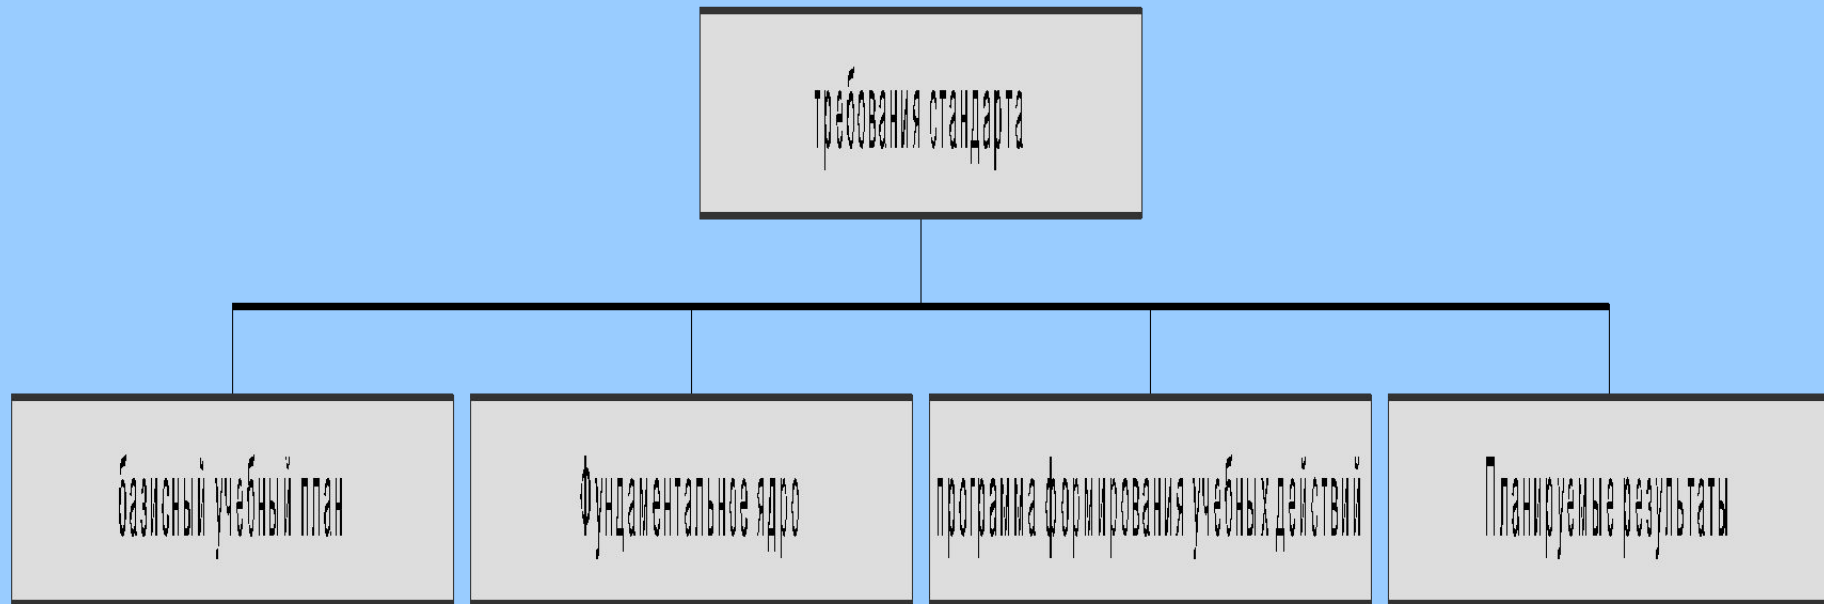 требования стандарта
базисный учебный план
Фундаментальное ядро
программа формирования учебных действий
Планируемые результаты